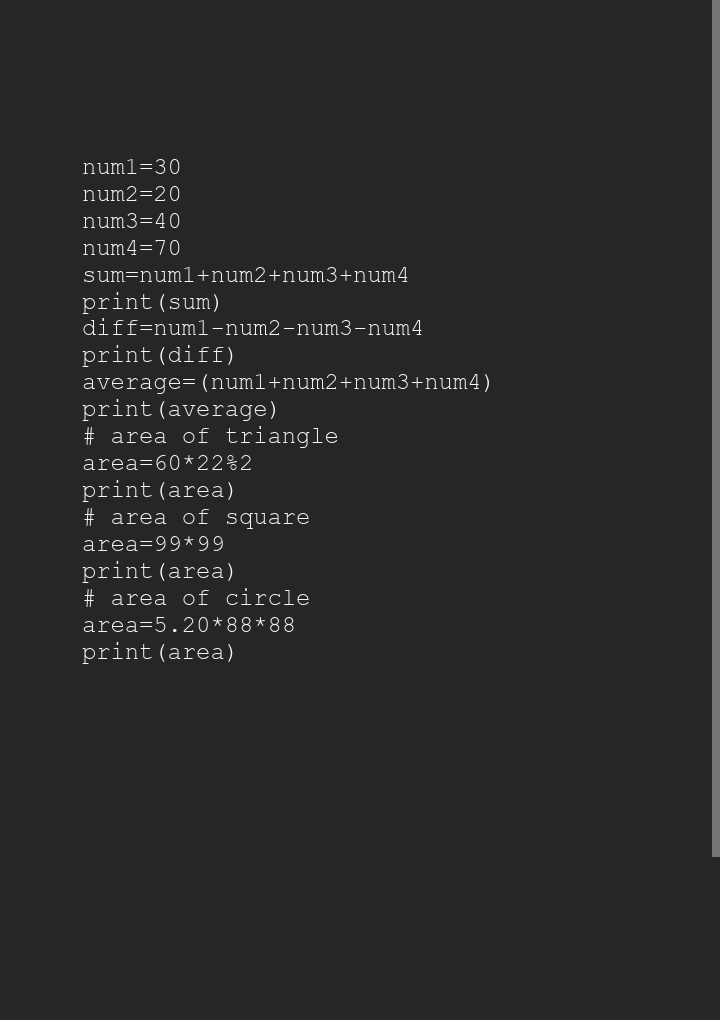 num1=30
num2=20
num3=40
num4=70
sum=num1+num2+num3+num4
print(sum)
diff=num1-num2-num3-num4
print(diff)
average=(num1+num2+num3+num4)
print(average)
# area of triangle
area=60*22%2
print(area)
# area of square
area=99*99
print(area)
# area of circle
area=5.20*88*88
print(area)